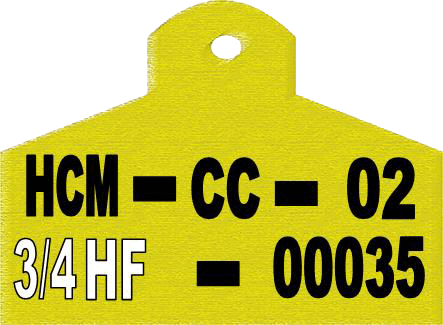 HCM - CC - 02
3/4 HF - 00035